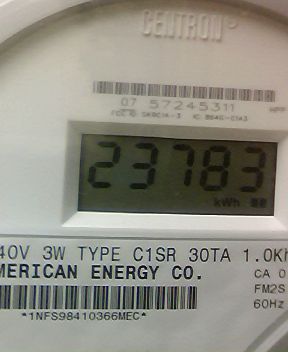 CENTRON
07 57245311
23783
kWh
40V 3W TYPE C1SR 30TA 1.0Kh
MERICAN ENERGY CO.
CA 0
FM2S
60Hz
*1NFS98410366MEC*